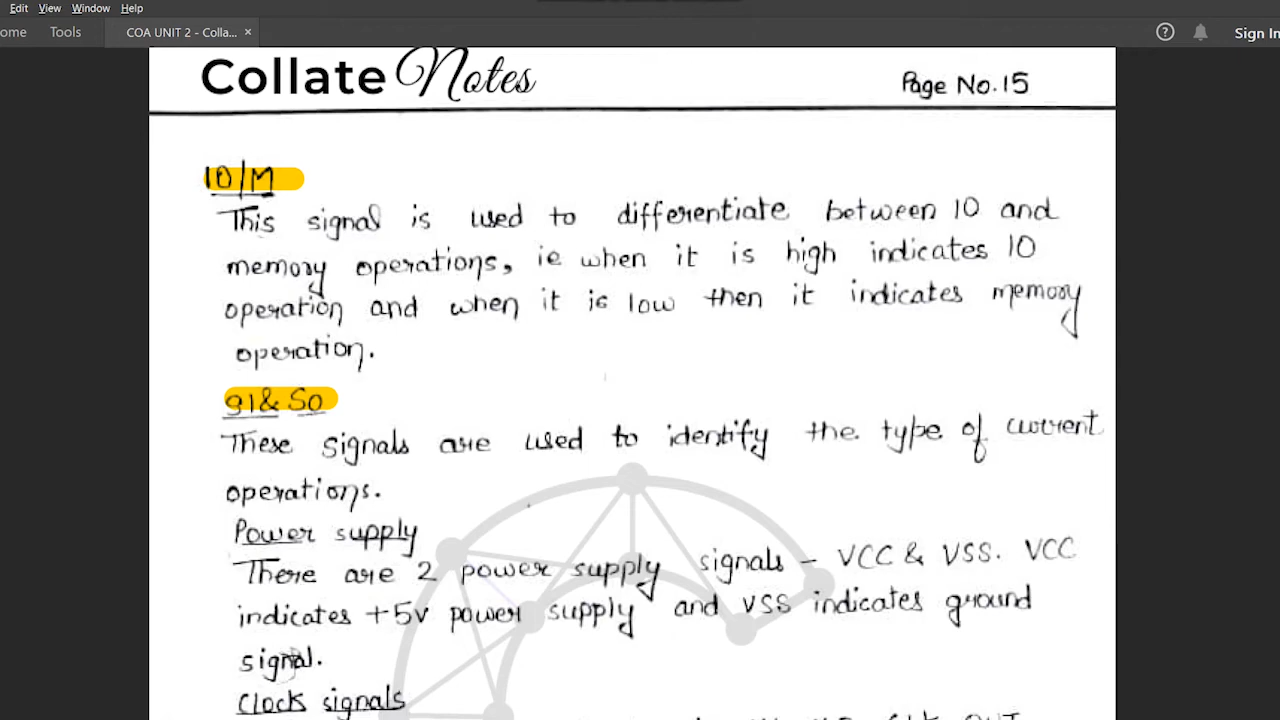 Edit View Window Help
ome Tools COA UNIT 2 - Colla... × Sign In
Collate Notes Page No.15
IO/M
This signal is used to differentiate between IO and
memory operations, ie when it is high indicates IO
operation and when it is low then it indicates memory
operation.
S1& S0
These signals are used to identify the type of current
operations.
Power supply
There are 2 power supply signals - VCC & VSS. VCC
indicates +5v power supply and VSS indicates ground
signal.
Clock signals